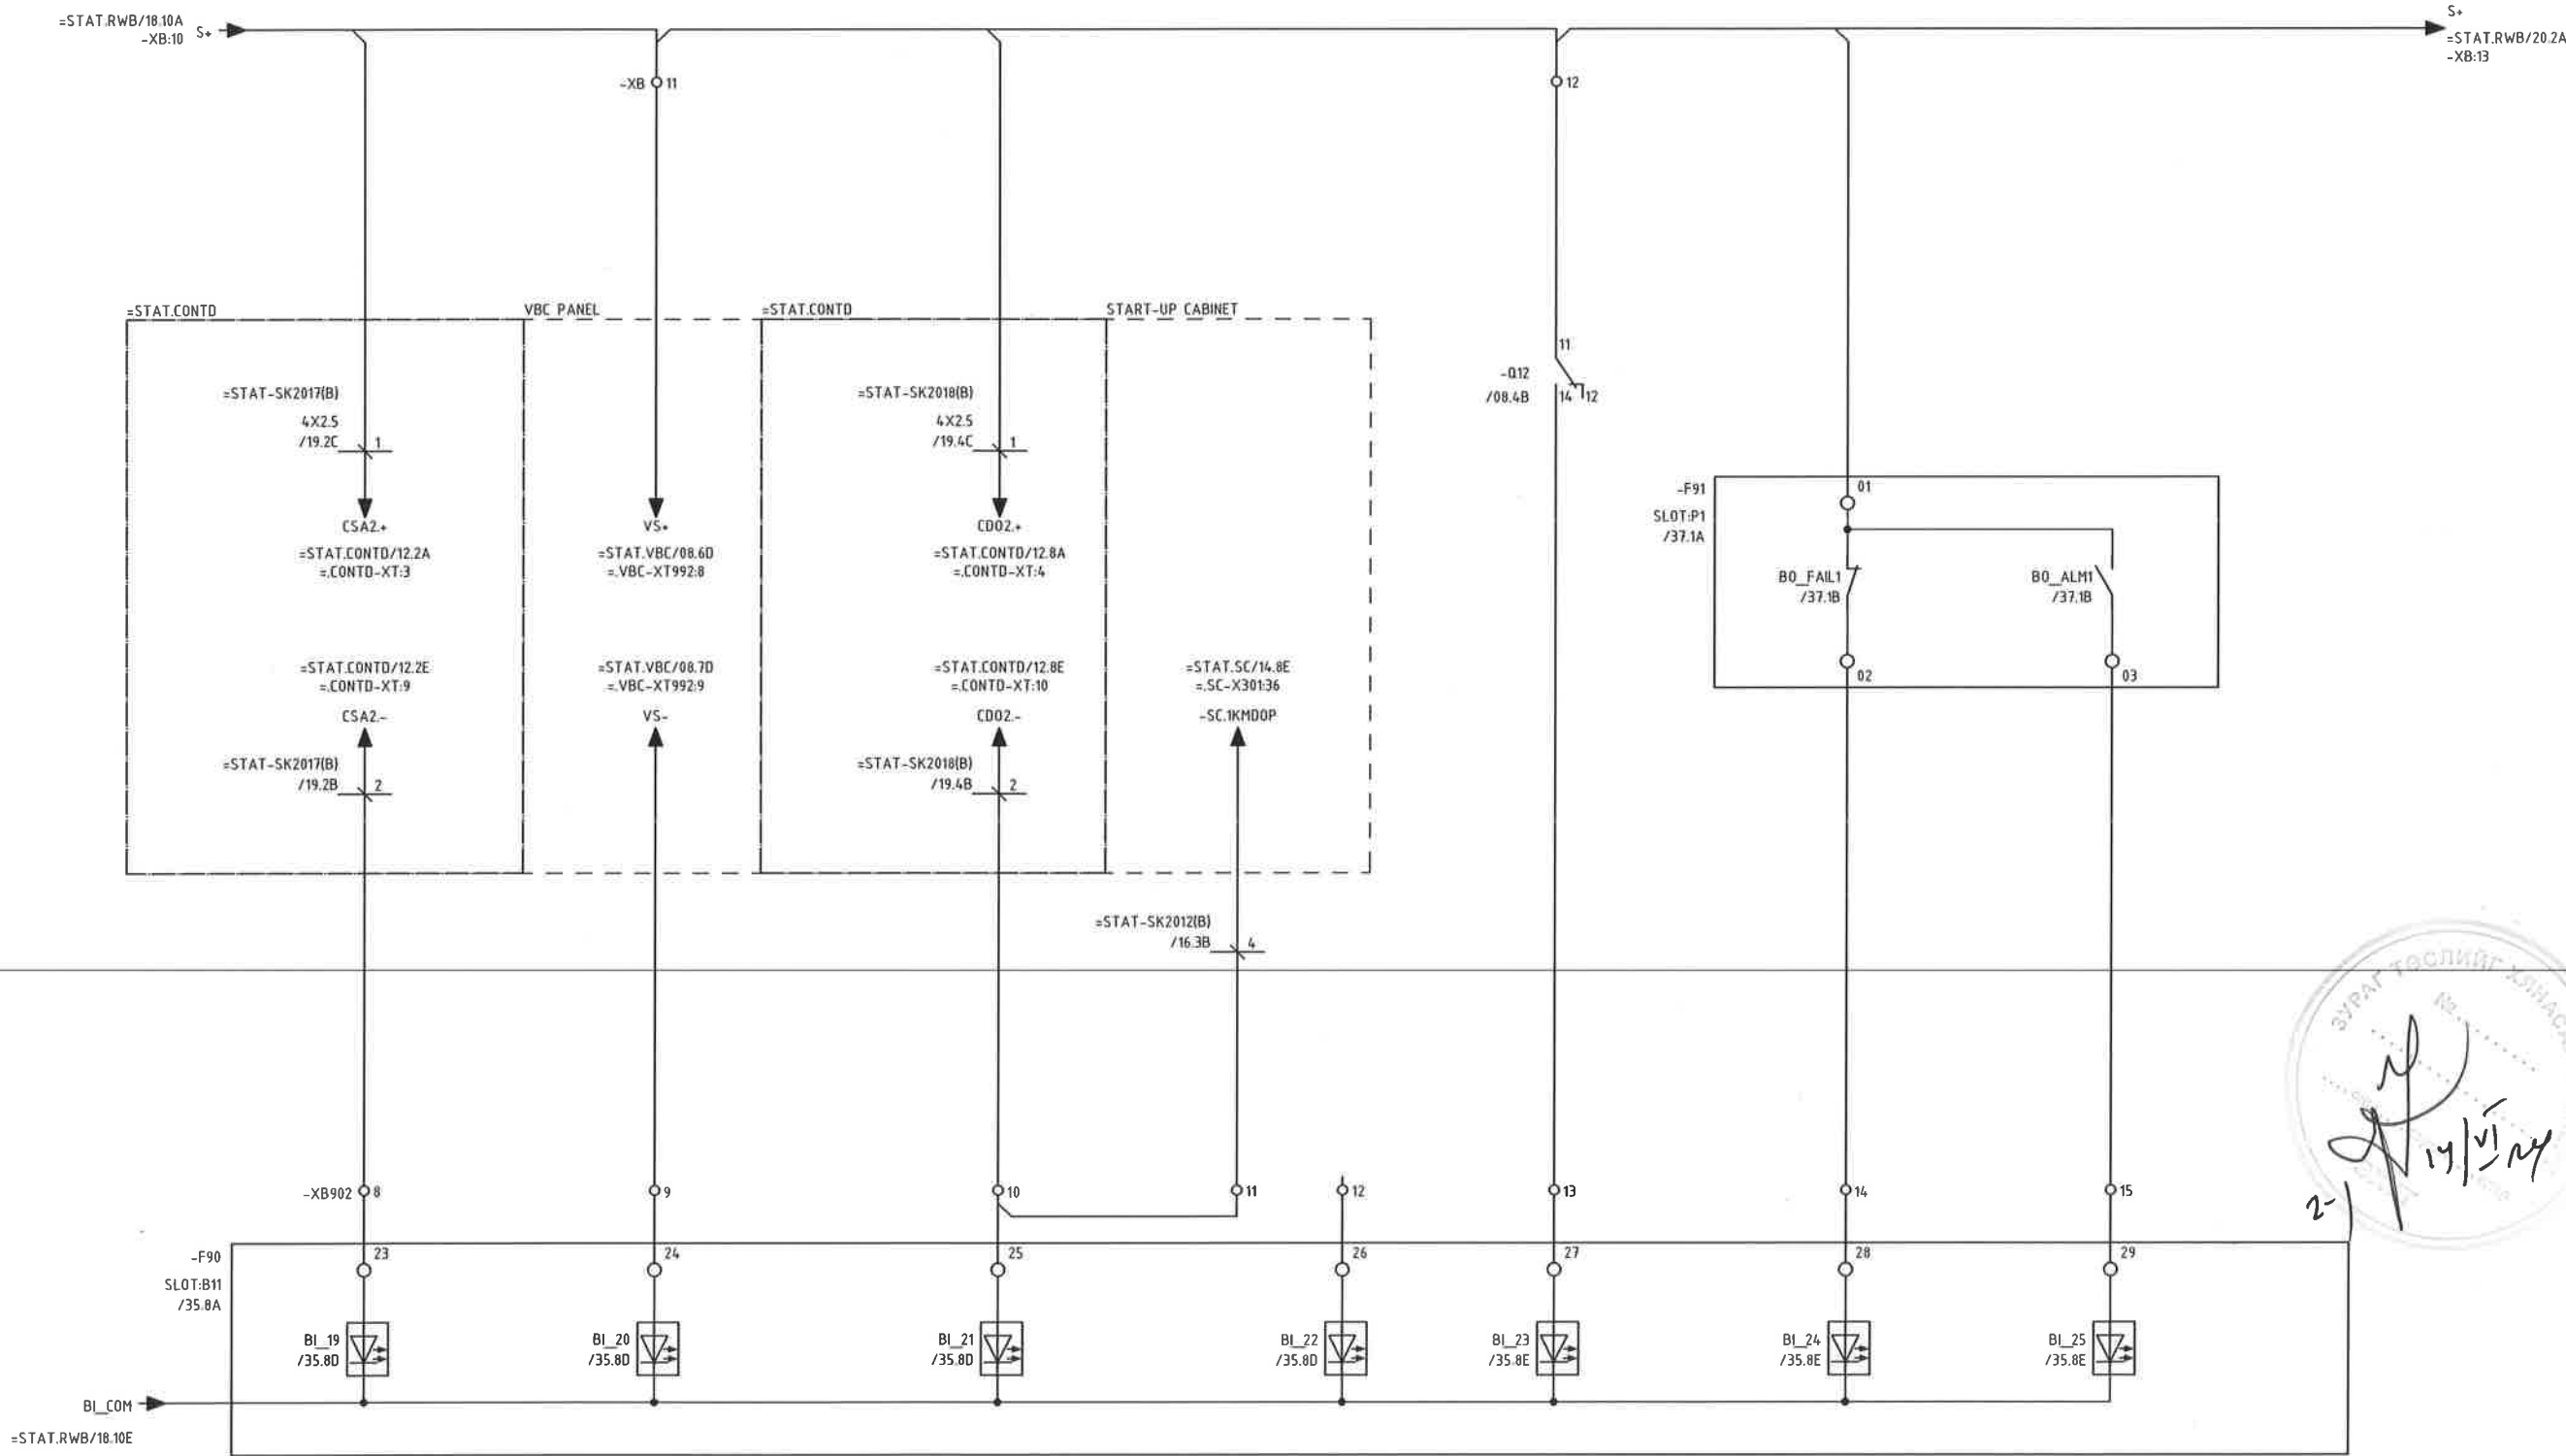 =STAT.RWB/18.10A
-XB:10 S+
S+
=STAT.RWB/20.2A
-XB:13
-XB 11
12
=STAT.CONTD
VBC PANEL
=STAT.CONTD
START-UP CABINET
=STAT-SK2017(B)
4X2.5
/19.2C 1
CSA2.+
=STAT.CONTD/12.2A
=.CONTD-XT:3
VS+
=STAT.VBC/08.6D
=.VBC-XT992:8
=STAT-SK2018(B)
4X2.5
/19.4C 1
CDO2.+
=STAT.CONTD/12.8A
=.CONTD-XT:4
11
-Q12
/08.4B
14 12
-F91
SLOT:P1
/37.1A
01
BO_FAIL1
/37.1B
BO_ALM1
/37.1B
02
03
=STAT.CONTD/12.2E
=.CONTD-XT:9
CSA2.-
=STAT-SK2017(B)
/19.2B 2
=STAT.VBC/08.7D
=.VBC-XT992:9
VS-
=STAT.CONTD/12.8E
=.CONTD-XT:10
CDO2.-
=STAT-SK2018(B)
/19.4B 2
=STAT.SC/14.8E
=.SC-X301:36
-SC.1KMDOP
=STAT-SK2012(B)
/16.3B 4
ЗУРАГ ТӨСЛИЙГ
№
14/VI
-XB902 8
9
10
11
12
13
14
15
-F90
SLOT:B11
/35.8A
23
24
25
26
27
28
29
BI_19
/35.8D
BI_20
/35.8D
BI_21
/35.8D
BI_22
/35.8D
BI_23
/35.8E
BI_24
/35.8E
BI_25
/35.8E
BI_COM
=STAT.RWB/18.10E